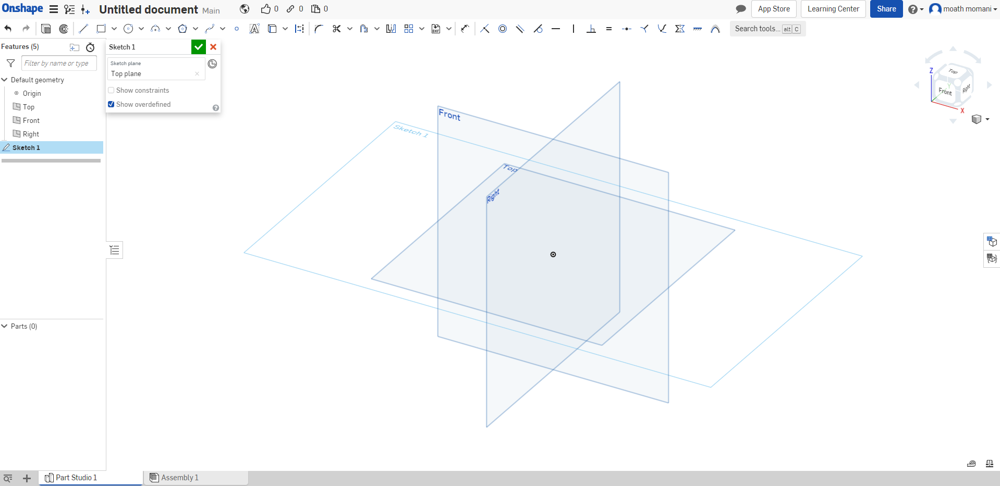 Onshape
Untitled document Main
0 0 0
App Store
Learning Center
Share
moath momani
Search tools... alt C
Features (5)
Filter by name or type
Default geometry
Origin
Top
Front
Right
Sketch 1
Parts (0)
Sketch 1
Sketch plane
Top plane
Show constraints
Show overdefined
Front
Sketch 1
Top
Right
Z
Top
Y
Front
Right
X
Part Studio 1
Assembly 1